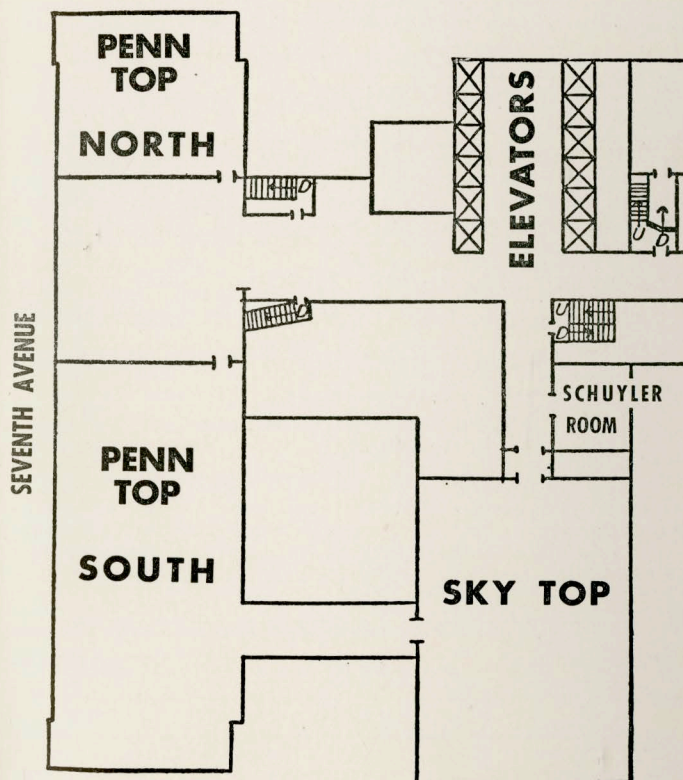 PENN
TOP
NORTH
ELEVATORS
D
U
D
SEVENTH AVENUE
D
U
D
SCHUYLER
ROOM
PENN
TOP
SOUTH
SKY TOP